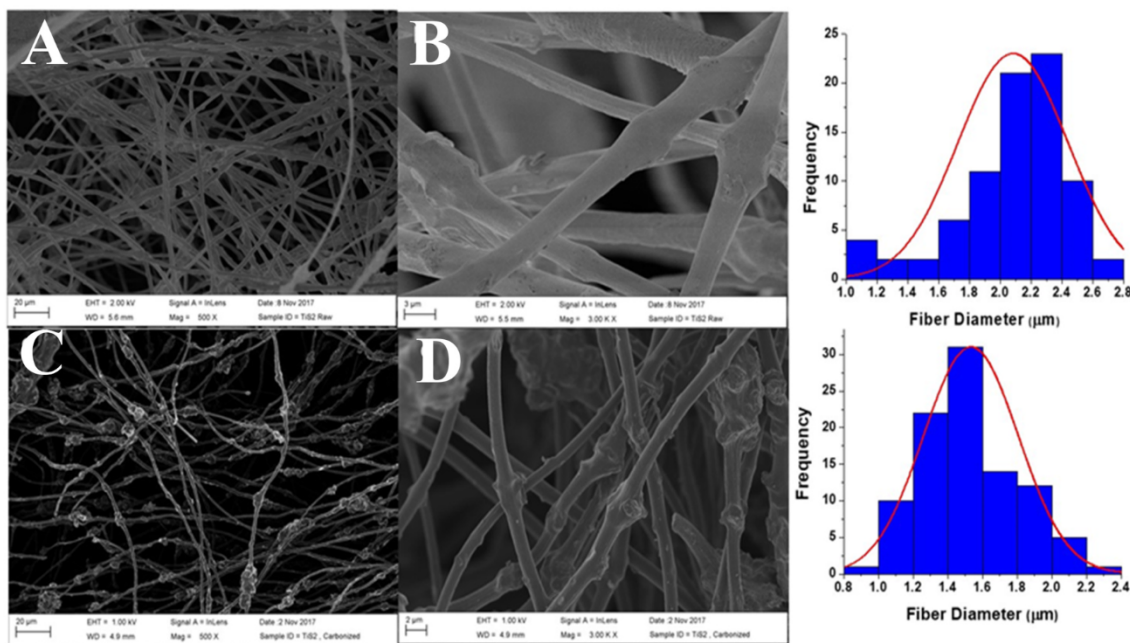 A
20 µm
EHT = 2.00 kV
Signal A = InLens
Date :8 Nov 2017
WD = 5.6 mm
Mag = 500 X
Sample ID = TiS2 Raw
B
3 µm
EHT = 2.00 kV
Signal A = InLens
Date :8 Nov 2017
WD = 5.5 mm
Mag = 3.00 K X
Sample ID = TiS2 Raw
25
20
15
10
5
0
Frequency
1.0 1.2 1.4 1.6 1.8 2.0 2.2 2.4 2.6 2.8
Fiber Diameter (µm)
C
20 µm
EHT = 1.00 kV
Signal A = InLens
Date :2 Nov 2017
WD = 4.9 mm
Mag = 500 X
Sample ID = TiS2 , Carbonized
D
2 µm
EHT = 1.00 kV
Signal A = InLens
Date :2 Nov 2017
WD = 4.9 mm
Mag = 3.00 K X
Sample ID = TiS2 , Carbonized
30
25
20
15
10
5
0
Frequency
0.8 1.0 1.2 1.4 1.6 1.8 2.0 2.2 2.4
Fiber Diameter (µm)